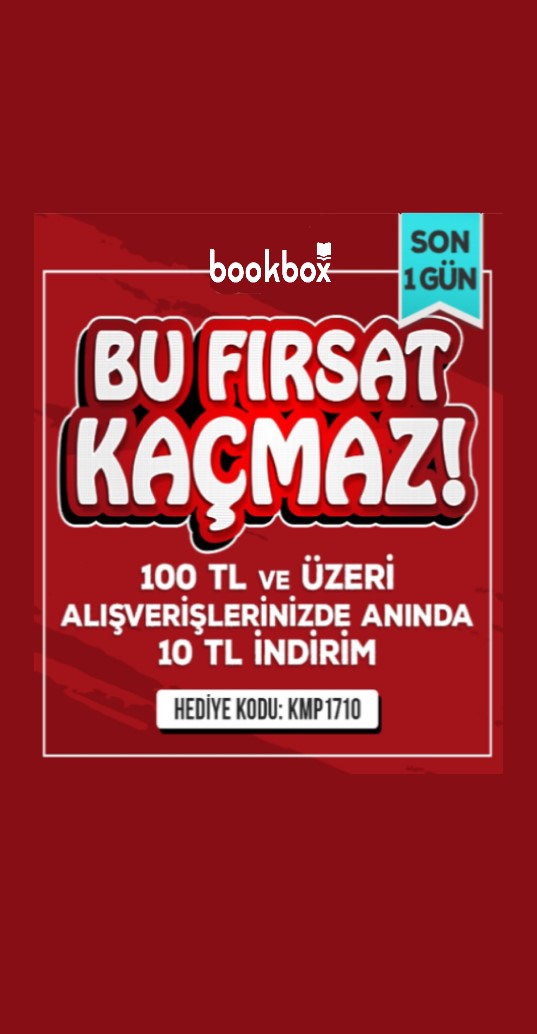 bookbox
SON
1 GÜN
BU FIRSAT
KAÇMAZ!
100 TL VE ÜZERİ
ALIŞVERİŞLERİNİZDE ANINDA
10 TL İNDİRİM
HEDİYE KODU: KMP1710